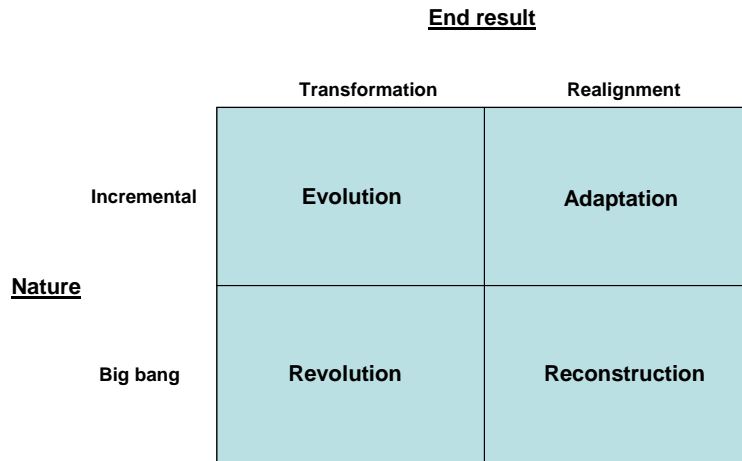 End result
Transformation Realignment
Incremental Evolution Adaptation
Nature
Big bang Revolution Reconstruction